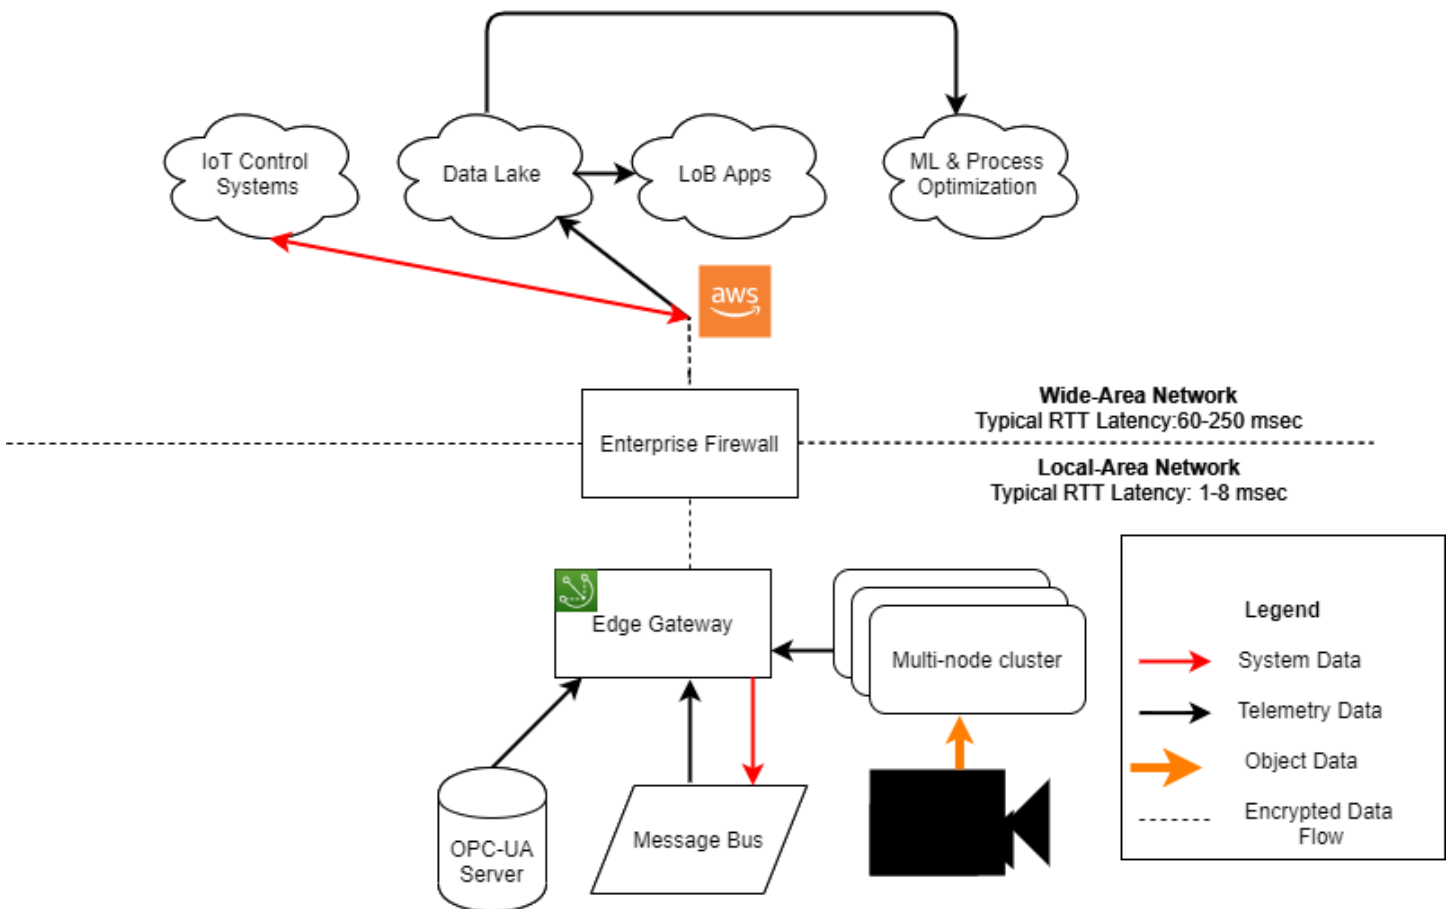 IoT Control
Systems
Data Lake
LoB Apps
ML & Process
Optimization
aws
Wide-Area Network
Typical RTT Latency:60-250 msec
Enterprise Firewall
Local-Area Network
Typical RTT Latency: 1-8 msec
Edge Gateway
Multi-node cluster
OPC-UA
Server
Message Bus
Legend
System Data
Telemetry Data
Object Data
Encrypted Data
Flow